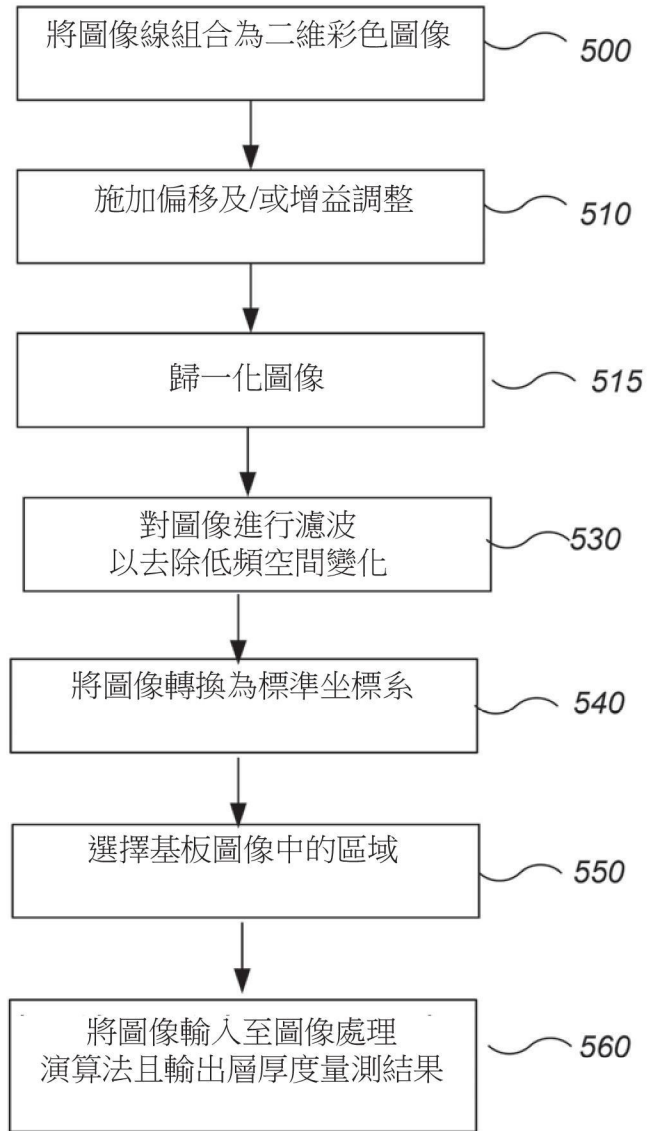 將圖像線組合為二維彩色圖像
500
施加偏移及/或增益調整
510
歸一化圖像
515
對圖像進行濾波
以去除低頻空間變化
530
將圖像轉換為標準坐標系
540
選擇基板圖像中的區域
550
將圖像輸入至圖像處理
演算法且輸出層厚度量測結果
560